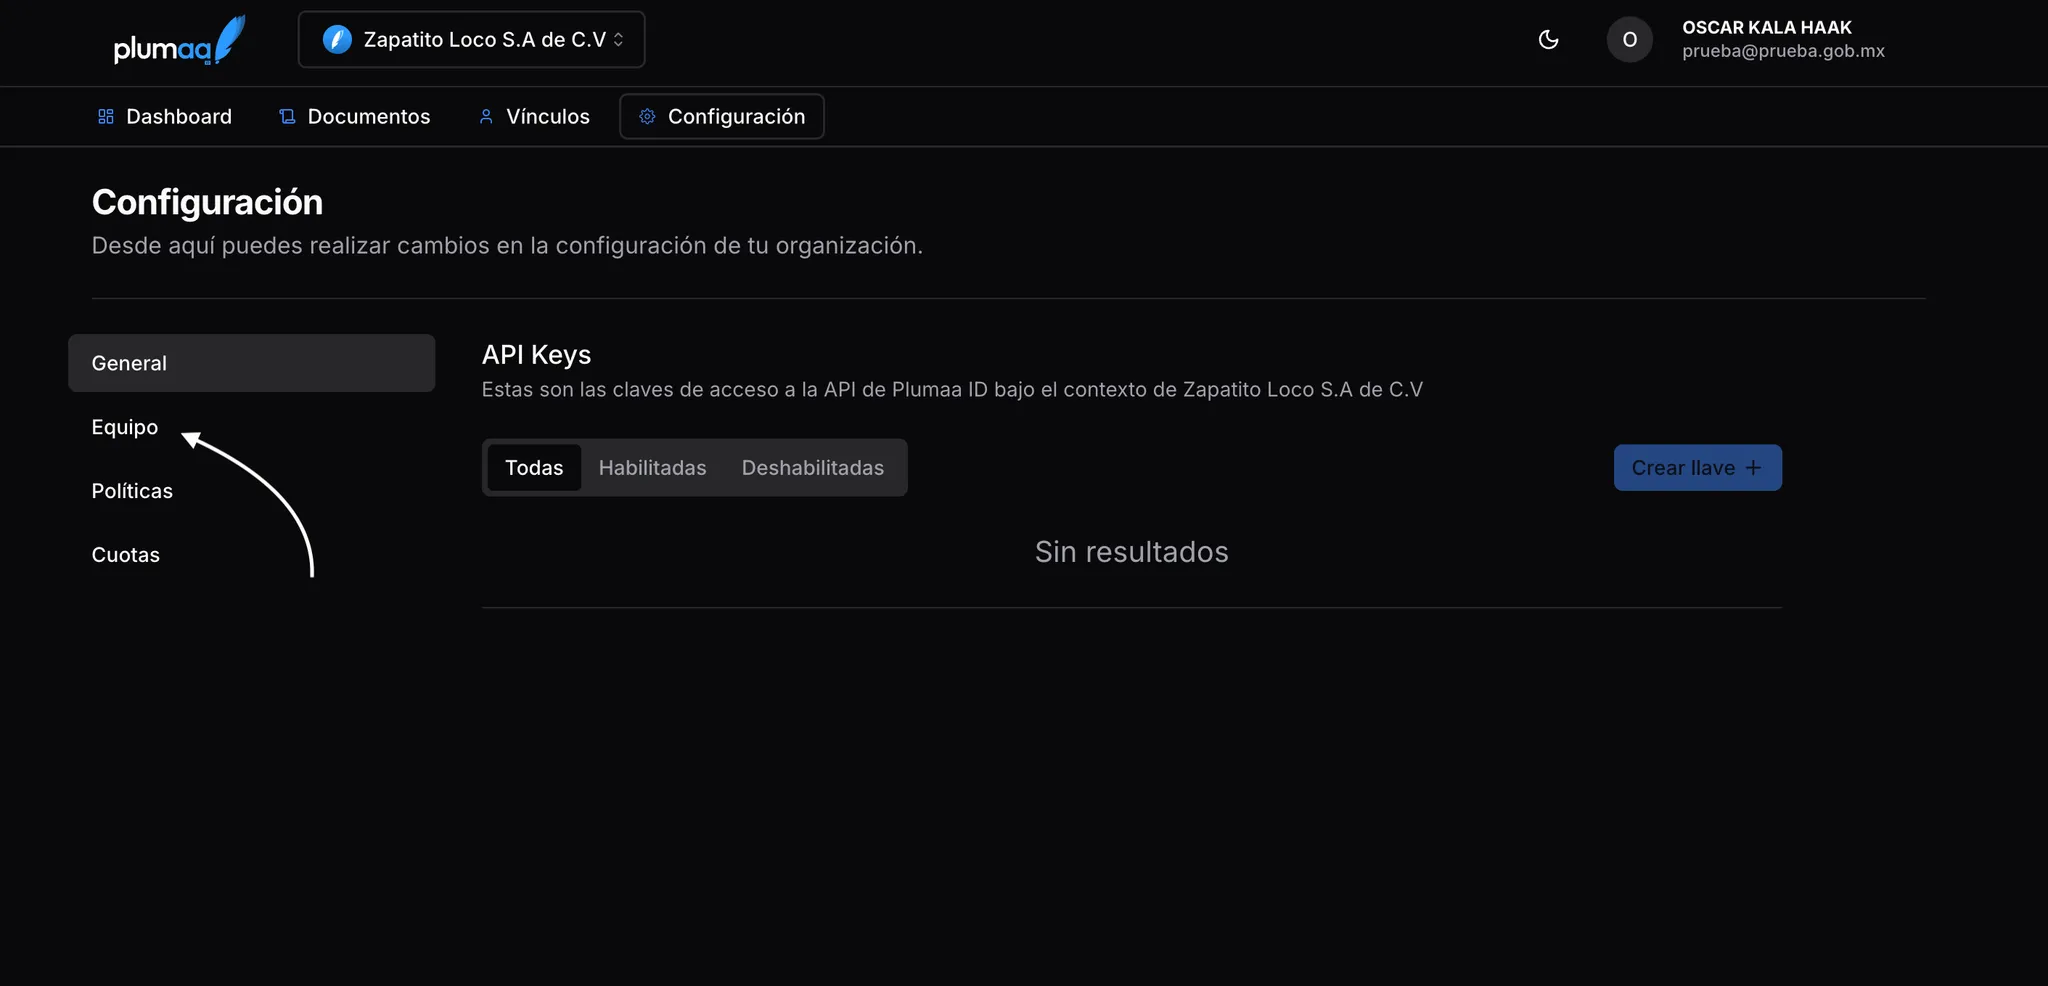 plumaa
Zapatito Loco S.A de C.V
O
OSCAR KALA HAAK
prueba@prueba.gob.mx
Dashboard
Documentos
Vínculos
Configuración
Configuración
Desde aquí puedes realizar cambios en la configuración de tu organización.
General
Equipo
Políticas
Cuotas
API Keys
Estas son las claves de acceso a la API de Plumaa ID bajo el contexto de Zapatito Loco S.A de C.V
Todas
Habilitadas
Deshabilitadas
Crear llave +
Sin resultados